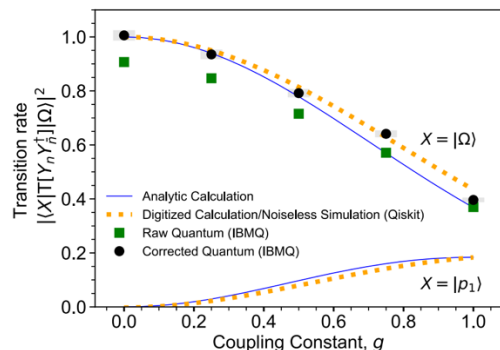 Transition rate
|⟨X|T[YₙY†ₙ̄]|Ω⟩|²
1.0
0.8
0.6
0.4
0.2
0.0
X = |Ω⟩
Analytic Calculation
Digitized Calculation/Noiseless Simulation (Qiskit)
Raw Quantum (IBMQ)
Corrected Quantum (IBMQ)
X = |p₁⟩
0.0 0.2 0.4 0.6 0.8 1.0
Coupling Constant, g